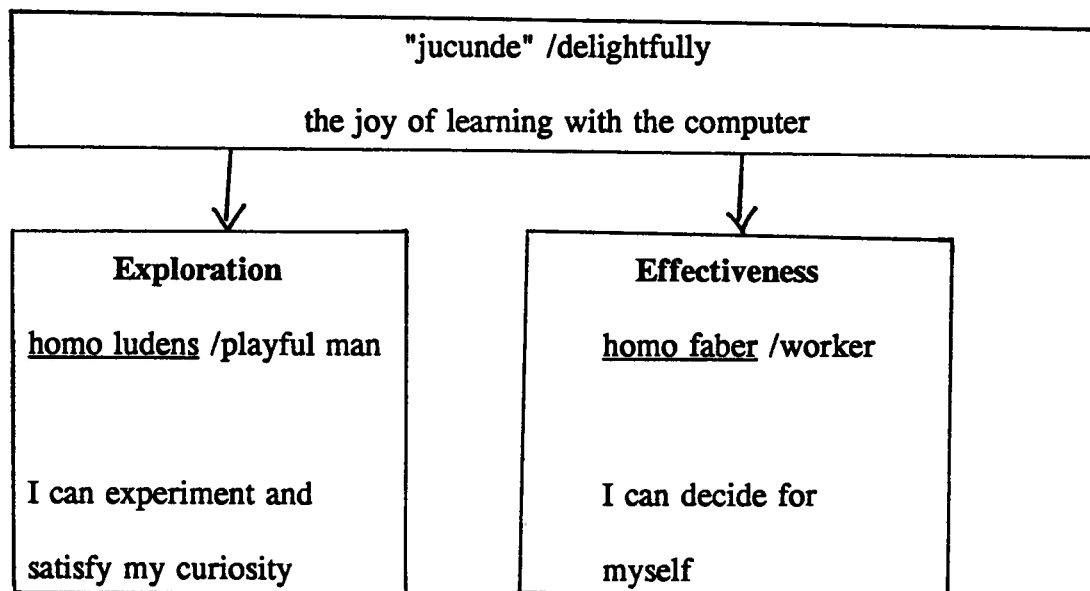 "jucunde" /delightfully
the joy of learning with the computer
Exploration
homo ludens /playful man
I can experiment and
satisfy my curiosity
Effectiveness
homo faber /worker
I can decide for
myself